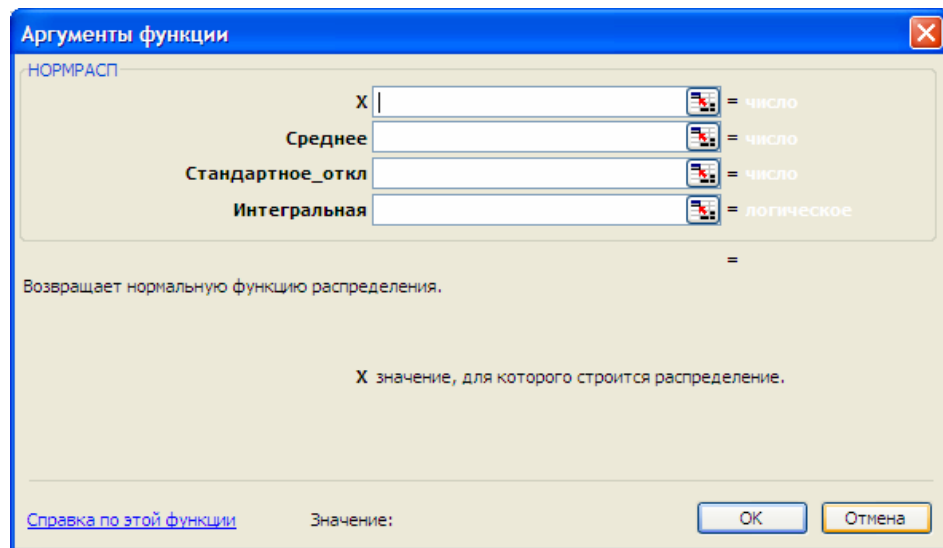 Аргументы функции
НОРМРАСП
X = число
Среднее = число
Стандартное_откл = число
Интегральная = логическое
=
Возвращает нормальную функцию распределения.
X значение, для которого строится распределение.
Справка по этой функции Значение: ОК Отмена